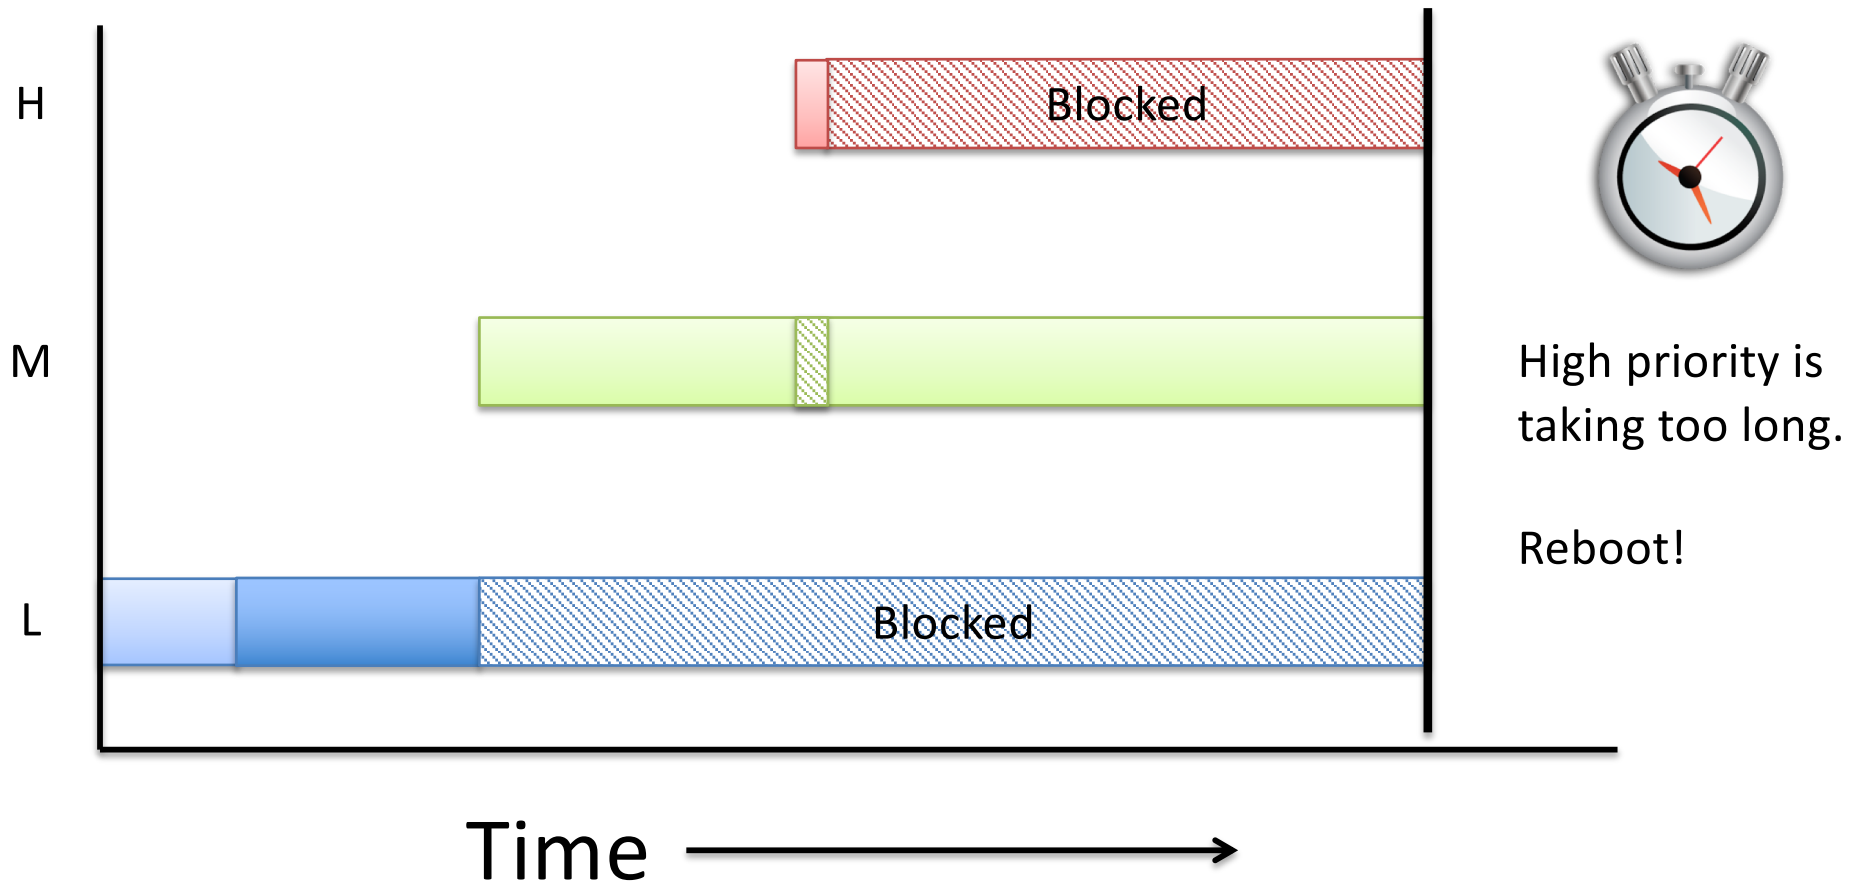 H
Blocked
M
High priority is
taking too long.
Reboot!
L
Blocked
Time